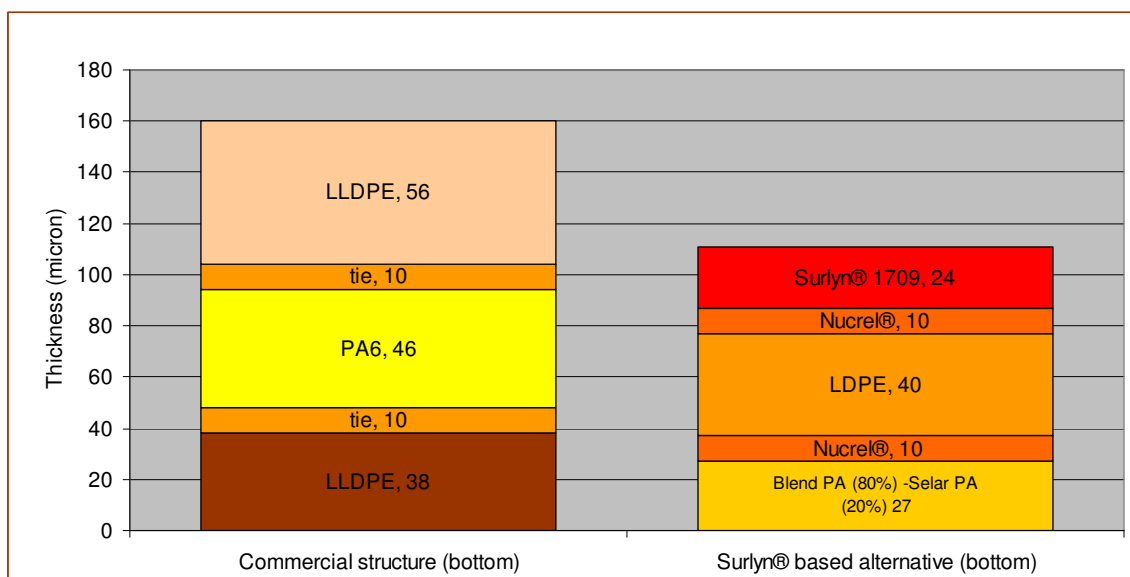 180
160
140
120
100
80
60
40
20
0
Thickness (micron)
LLDPE, 56
tie, 10
PA6, 46
tie, 10
LLDPE, 38
Surlyn® 1709, 24
Nucrel®, 10
LDPE, 40
Nucrel®, 10
Blend PA (80%) -Selar PA
(20%) 27
Commercial structure (bottom)
Surlyn® based alternative (bottom)